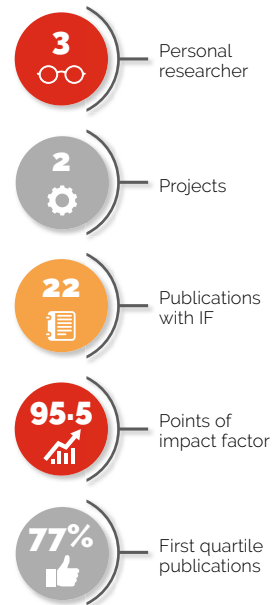 3
Personal
researcher
2
Projects
22
Publications
with IF
95.5
Points of
impact factor
77%
First quartile
publications